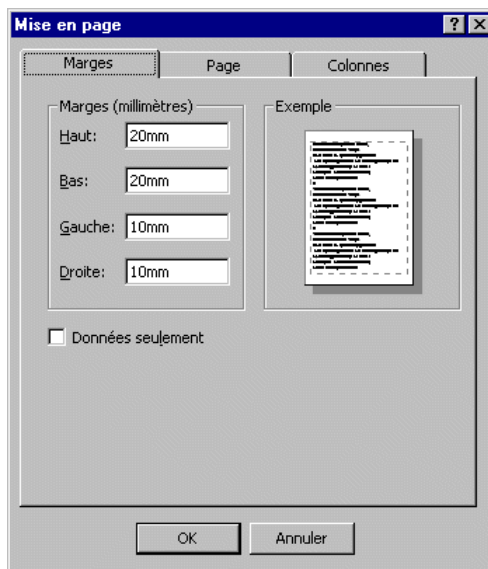 Mise en page
Marges
Page
Colonnes
Marges (millimètres)
Haut: 20mm
Bas: 20mm
Gauche: 10mm
Droite: 10mm
Exemple
Données seulement
OK
Annuler